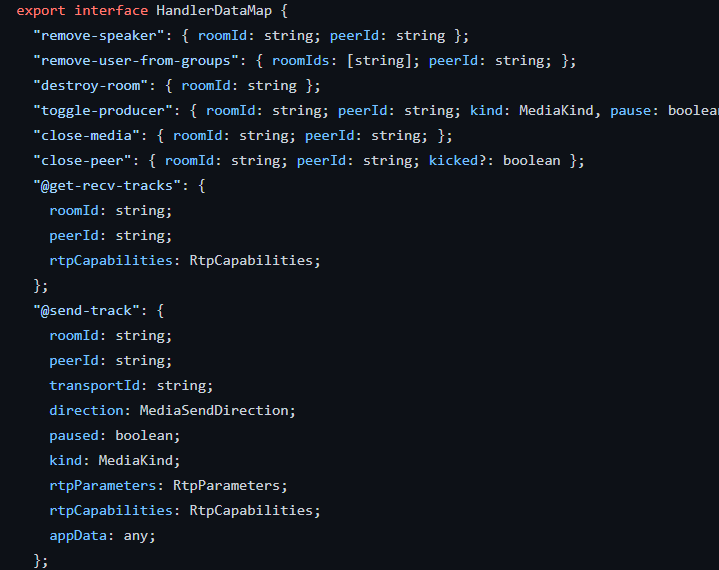 export interface HandlerDataMap {
"remove-speaker": { roomId: string; peerId: string };
"remove-user-from-groups": { roomIds: [string]; peerId: string; };
"destroy-room": { roomId: string };
"toggle-producer": { roomId: string; peerId: string; kind: MediaKind, pause: boolea
"close-media": { roomId: string; peerId: string; };
"close-peer": { roomId: string; peerId: string; kicked?: boolean };
"@get-recv-tracks": {
roomId: string;
peerId: string;
rtpCapabilities: RtpCapabilities;
};
"@send-track": {
roomId: string;
peerId: string;
transportId: string;
direction: MediaSendDirection;
paused: boolean;
kind: MediaKind;
rtpParameters: RtpParameters;
rtpCapabilities: RtpCapabilities;
appData: any;
};